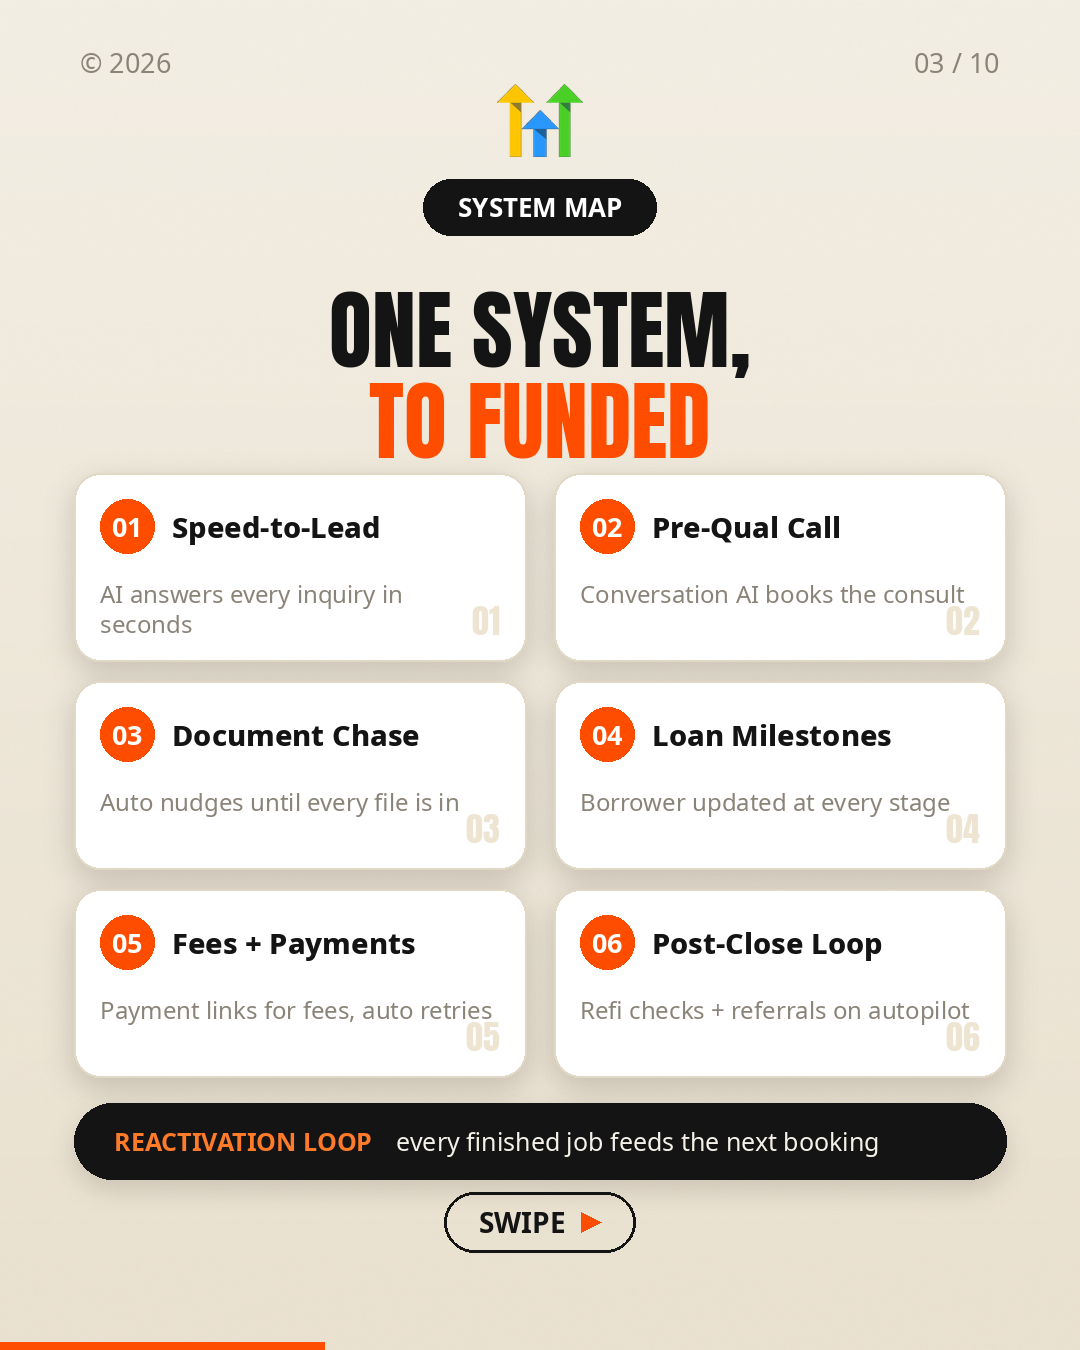 © 2026
03 / 10
SYSTEM MAP
ONE SYSTEM,
TO FUNDED
01 Speed-to-Lead
AI answers every inquiry in
seconds
01
02 Pre-Qual Call
Conversation AI books the consult
02
03 Document Chase
Auto nudges until every file is in
03
04 Loan Milestones
Borrower updated at every stage
04
05 Fees + Payments
Payment links for fees, auto retries
05
06 Post-Close Loop
Refi checks + referrals on autopilot
06
REACTIVATION LOOP every finished job feeds the next booking
SWIPE